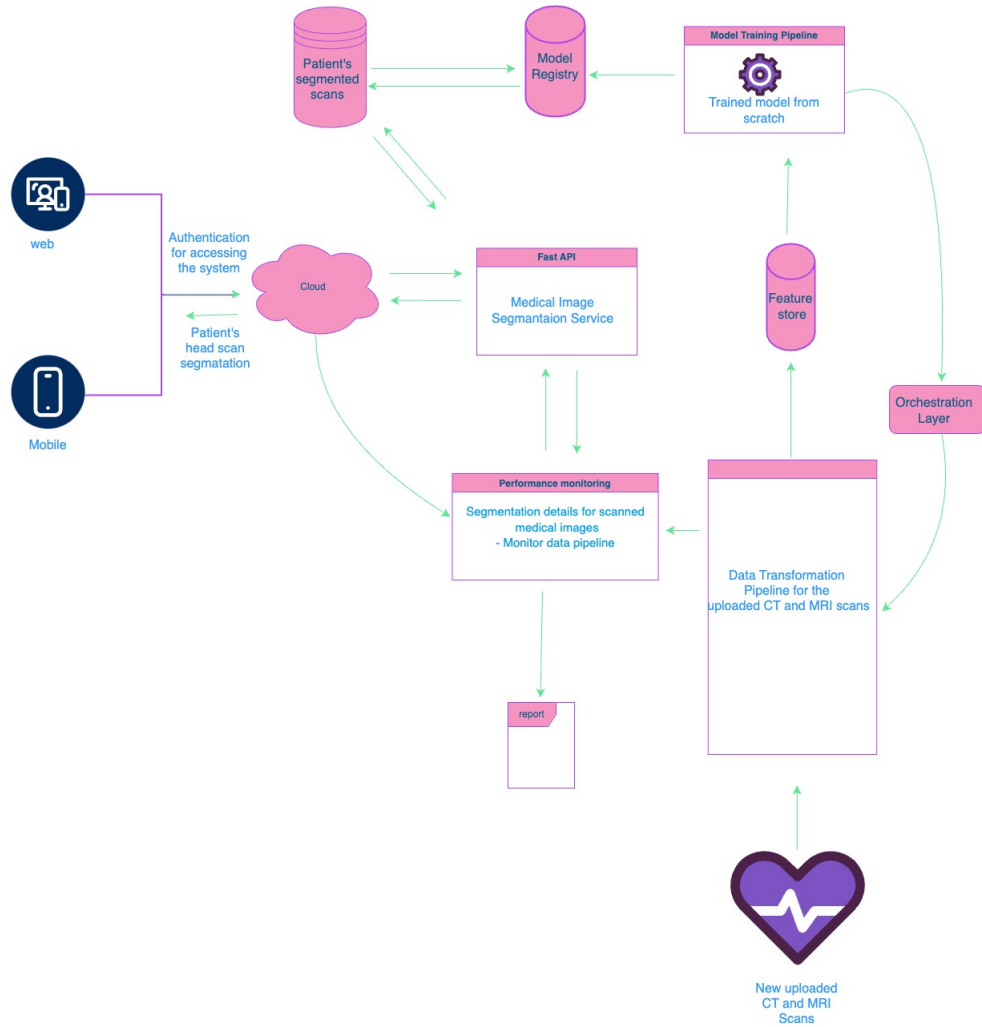 Patient's
segmented
scans
Model
Registry
Model Training Pipeline
Trained model from
scratch
web
Authentication
for accessing
the system
Cloud
Patient's
head scan
segmatation
Mobile
Fast API
Medical Image
Segmantaion Service
Feature
store
Orchestration
Layer
Performance monitoring
Segmentation details for scanned
medical images
- Monitor data pipeline
Data Transformation
Pipeline for the
uploaded CT and MRI scans
report
New uploaded
CT and MRI
Scans